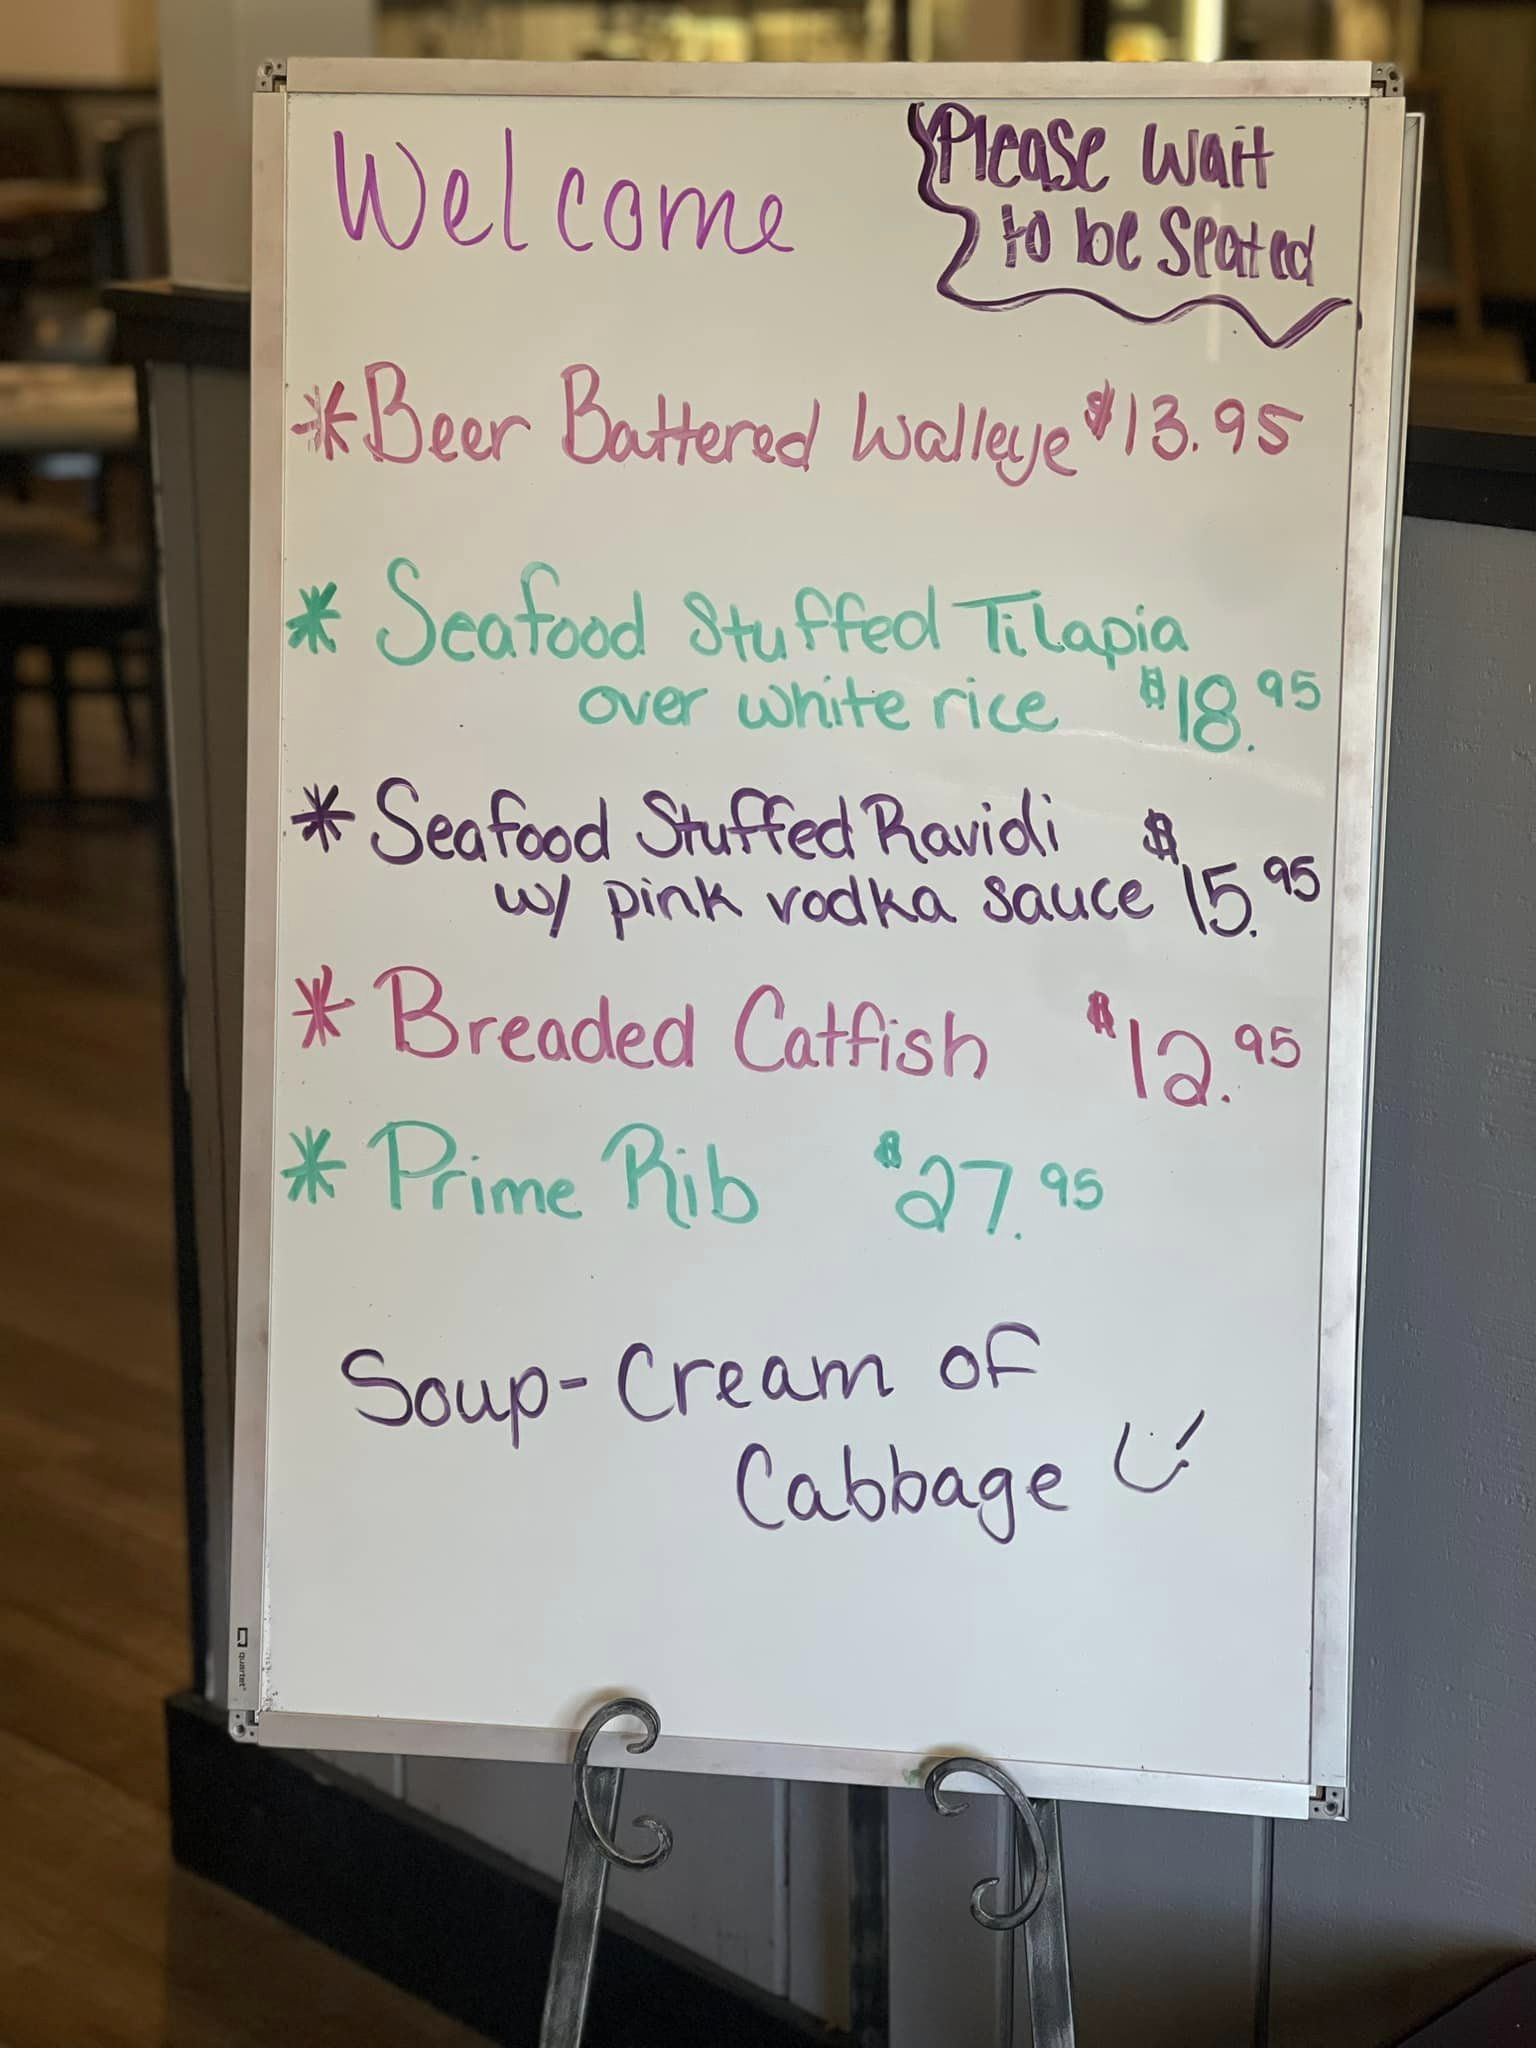 Welcome
Please wait
to be seated
*Beer Battered Walleye $13.95
* Seafood Stuffed Tilapia
over white rice $18.95
* Seafood Stuffed Ravioli
w/ pink vodka sauce $15.95
* Breaded Catfish $12.95
* Prime Rib $27.95
Soup- Cream of
Cabbage
quartet